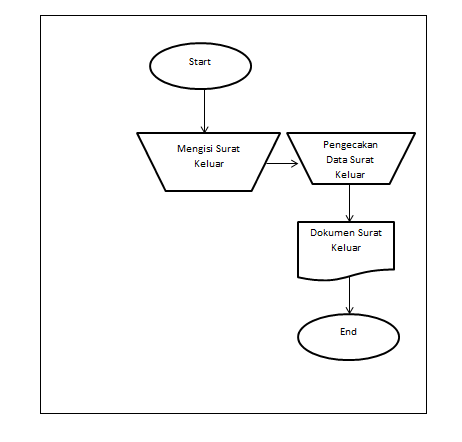 Start
Mengisi Surat
Keluar
Pengecakan
Data Surat
Keluar
Dokumen Surat
Keluar
End